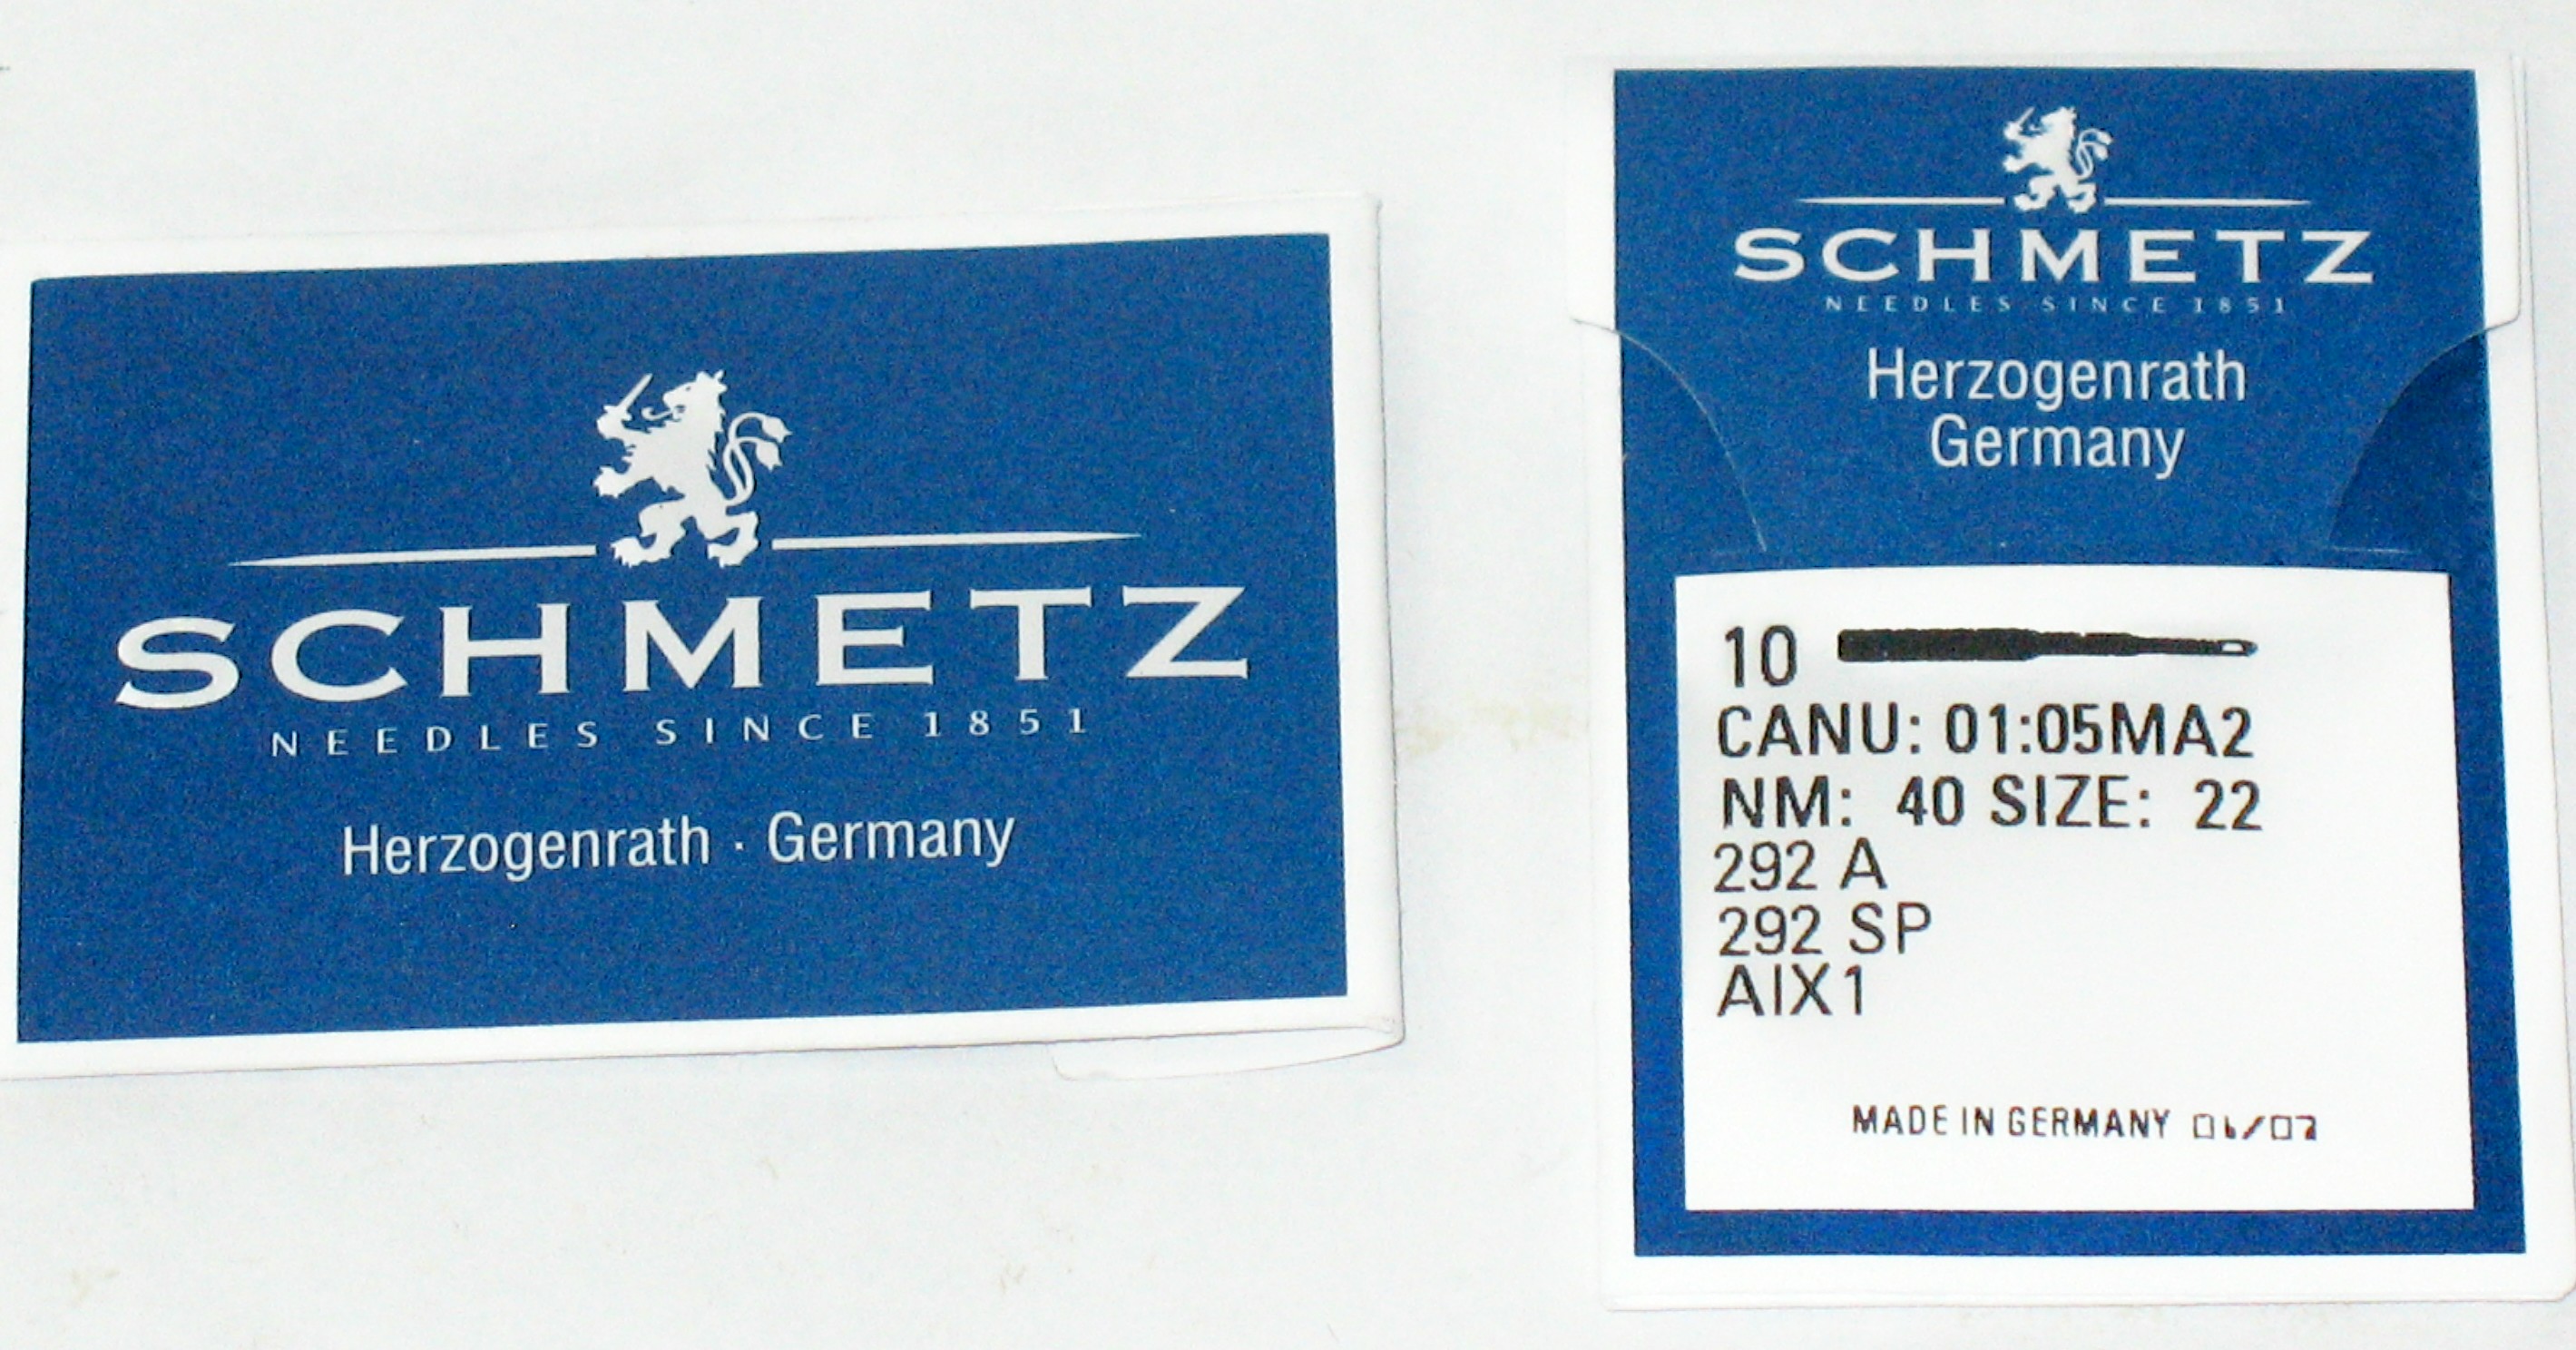 SCHMETZ
NEEDLES SINCE 1851
Herzogenrath · Germany
SCHMETZ
NEEDLES SINCE 1851
Herzogenrath
Germany
10
CANU: 01:05MA2
NM: 40 SIZE: 22
292 A
292 SP
AIX1
MADE IN GERMANY